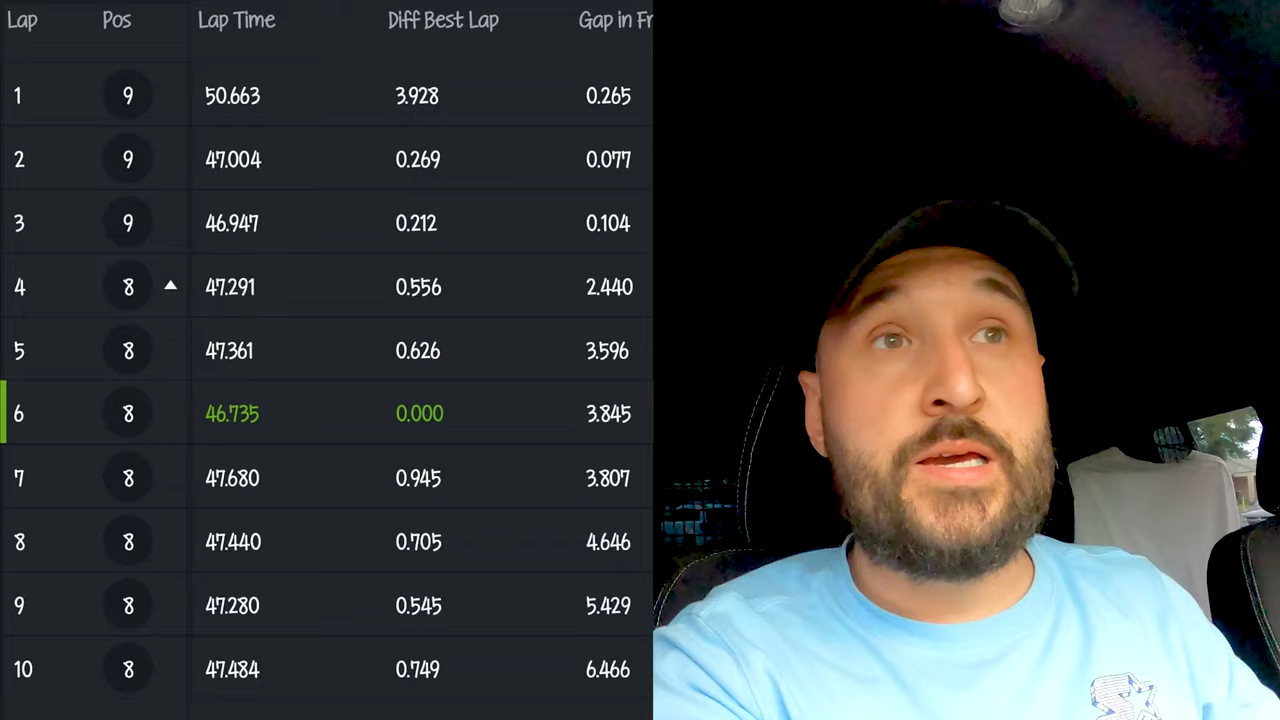 Lap Pos Lap Time Diff Best Lap Gap in Fr
1 9 50.663 3.928 0.265
2 9 47.004 0.269 0.077
3 9 46.947 0.212 0.104
4 8 47.291 0.556 2.440
5 8 47.361 0.626 3.596
6 8 46.735 0.000 3.845
7 8 47.680 0.945 3.807
8 8 47.440 0.705 4.646
9 8 47.280 0.545 5.429
10 8 47.484 0.749 6.466